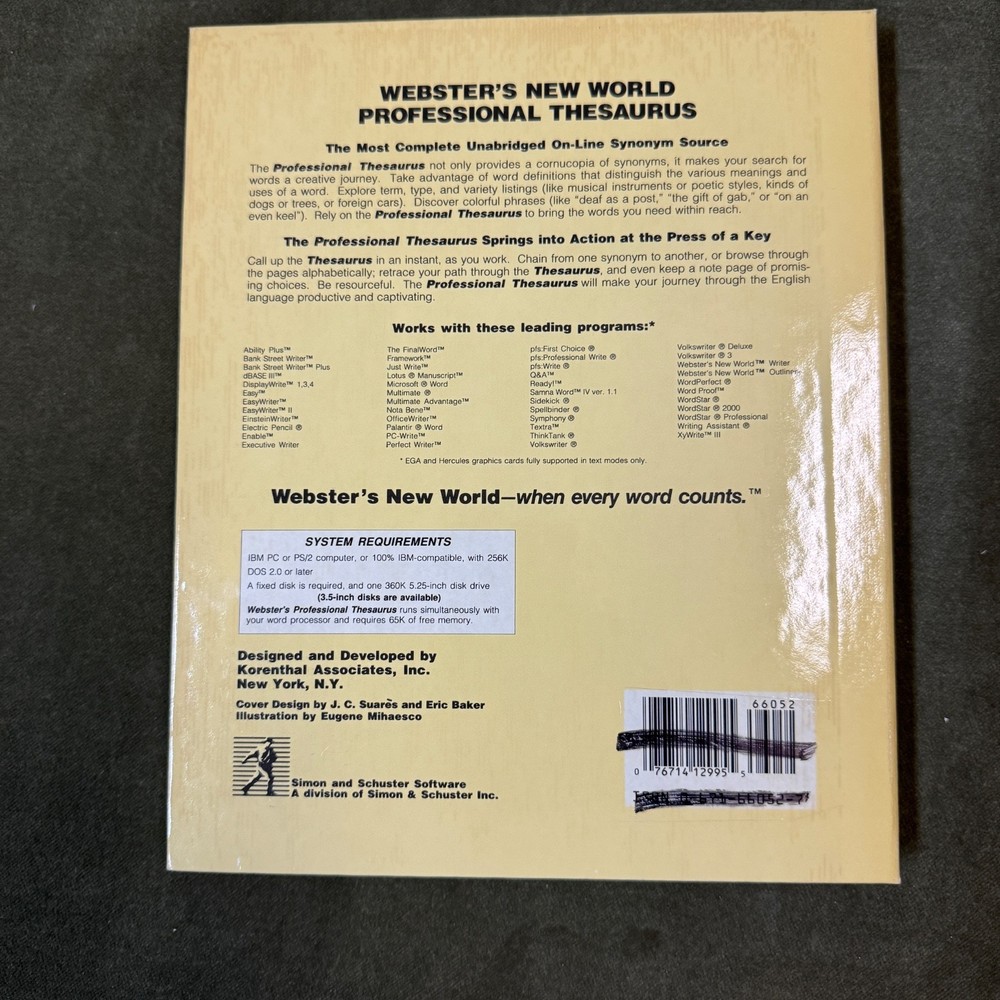 WEBSTER'S NEW WORLD
PROFESSIONAL THESAURUS
The Most Complete Unabridged On-Line Synonym Source
The Professional Thesaurus not only provides a cornucopia of synonyms, it makes your search for
words a creative journey. Take advantage of word definitions that distinguish the various meanings and
uses of a word. Explore term, type, and variety listings (like musical instruments or poetic styles, kinds of
dogs or trees, or foreign cars). Discover colorful phrases (like "deaf as a post," "the gift of gab," or "on an
even keel"). Rely on the Professional Thesaurus to bring the words you need within reach.
The Professional Thesaurus Springs into Action at the Press of a Key
Call up the Thesaurus in an instant, as you work. Chain from one synonym to another, or browse through
the pages alphabetically; retrace your path through the Thesaurus, and even keep a note page of promis-
ing choices. Be resourceful. The Professional Thesaurus will make your journey through the English
language productive and captivating.
Works with these leading programs:*
Ability Plus™
Bank Street Writer™
Bank Street Writer™ Plus
dBASE III™
DisplayWrite™ 1,3,4
Easy™
EasyWriter™
EasyWriter™ II
EinsteinWriter™
Electric Pencil ®
Enable™
Executive Writer
The FinalWord™
Framework™
Just Write™
Lotus ® Manuscript™
Microsoft ® Word
Multimate ®
Multimate Advantage™
Nota Bene™
OfficeWriter™
Palantir ® Word
PC-Write™
Perfect Writer™
pfs:First Choice ®
pfs:Professional Write ®
pfs:Write ®
Q&A™
Ready!™
Samna Word™ IV ver. 1.1
Sidekick ®
Spellbinder ®
Symphony ®
Textra™
ThinkTank ®
Volkswriter ®
Volkswriter ® Deluxe
Volkswriter ® 3
Webster's New World™ Writer
Webster's New World™ Outliner
WordPerfect ®
Word Proof™
WordStar ®
WordStar ® 2000
WordStar ® Professional
Writing Assistant ®
XyWrite™ III
* EGA and Hercules graphics cards fully supported in text modes only.
Webster's New World—when every word counts.™
SYSTEM REQUIREMENTS
IBM PC or PS/2 computer, or 100% IBM-compatible, with 256K
DOS 2.0 or later
A fixed disk is required, and one 360K 5.25-inch disk drive
(3.5-inch disks are available)
Webster's Professional Thesaurus runs simultaneously with
your word processor and requires 65K of free memory.
Designed and Developed by
Korenthal Associates, Inc.
New York, N.Y.
Cover Design by J. C. Suarès and Eric Baker
Illustration by Eugene Mihaesco
Simon and Schuster Software
A division of Simon & Schuster Inc.
66052
0 76714 12995 5
ISBN 0-671-66052-7